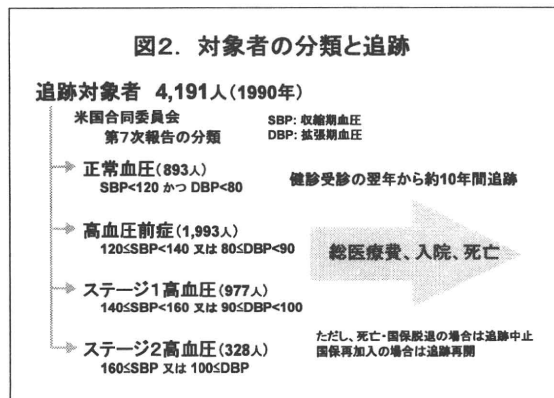 図2. 対象者の分類と追跡
追跡対象者 4,191人(1990年)
米国合同委員会
第7次報告の分類
SBP: 収縮期血圧
DBP: 拡張期血圧
正常血圧(893人)
SBP<120 かつ DBP<80
健診受診の翌年から約10年間追跡
高血圧前症(1,993人)
120≤SBP<140 又は 80≤DBP<90
総医療費、入院、死亡
ステージ1高血圧(977人)
140≤SBP<160 又は 90≤DBP<100
ステージ2高血圧(328人)
160≤SBP 又は 100≤DBP
ただし、死亡・国保脱退の場合は追跡中止
国保再加入の場合は追跡再開